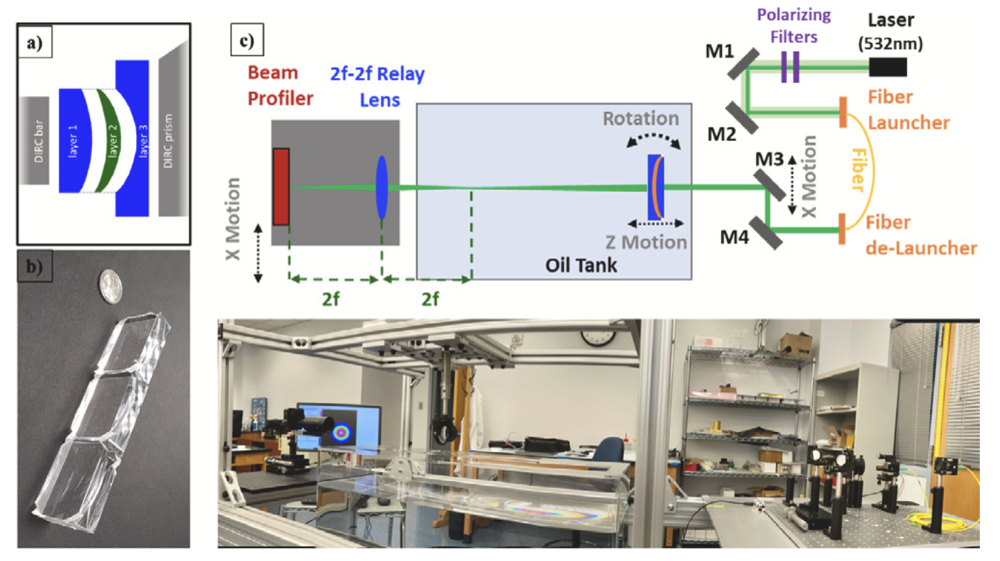 a)
DIRC bar
layer 1
layer 2
layer 3
DIRC prism
b)
c)
Beam
Profiler
2f-2f Relay
Lens
X Motion
2f
2f
Rotation
Z Motion
Oil Tank
Polarizing
Filters
Laser
(532nm)
M1
M2
Fiber
Launcher
M3
X Motion
Fiber
M4
Fiber
de-Launcher